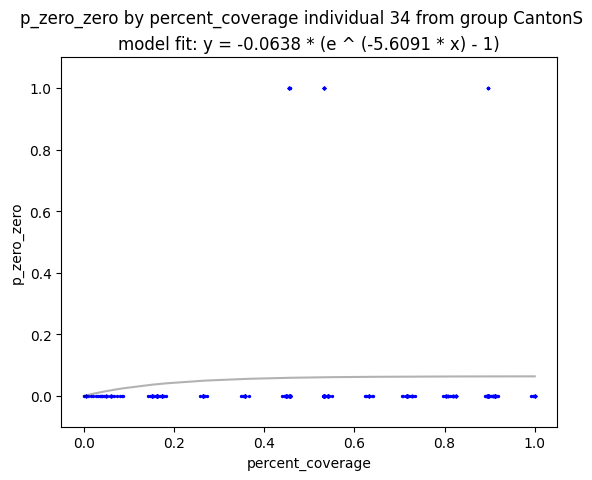 p_zero_zero by percent_coverage individual 34 from group CantonS
model fit: y = -0.0638 * (e ^ (-5.6091 * x) - 1)
1.0
0.8
0.6
0.4
0.2
0.0
p_zero_zero
0.0 0.2 0.4 0.6 0.8 1.0
percent_coverage